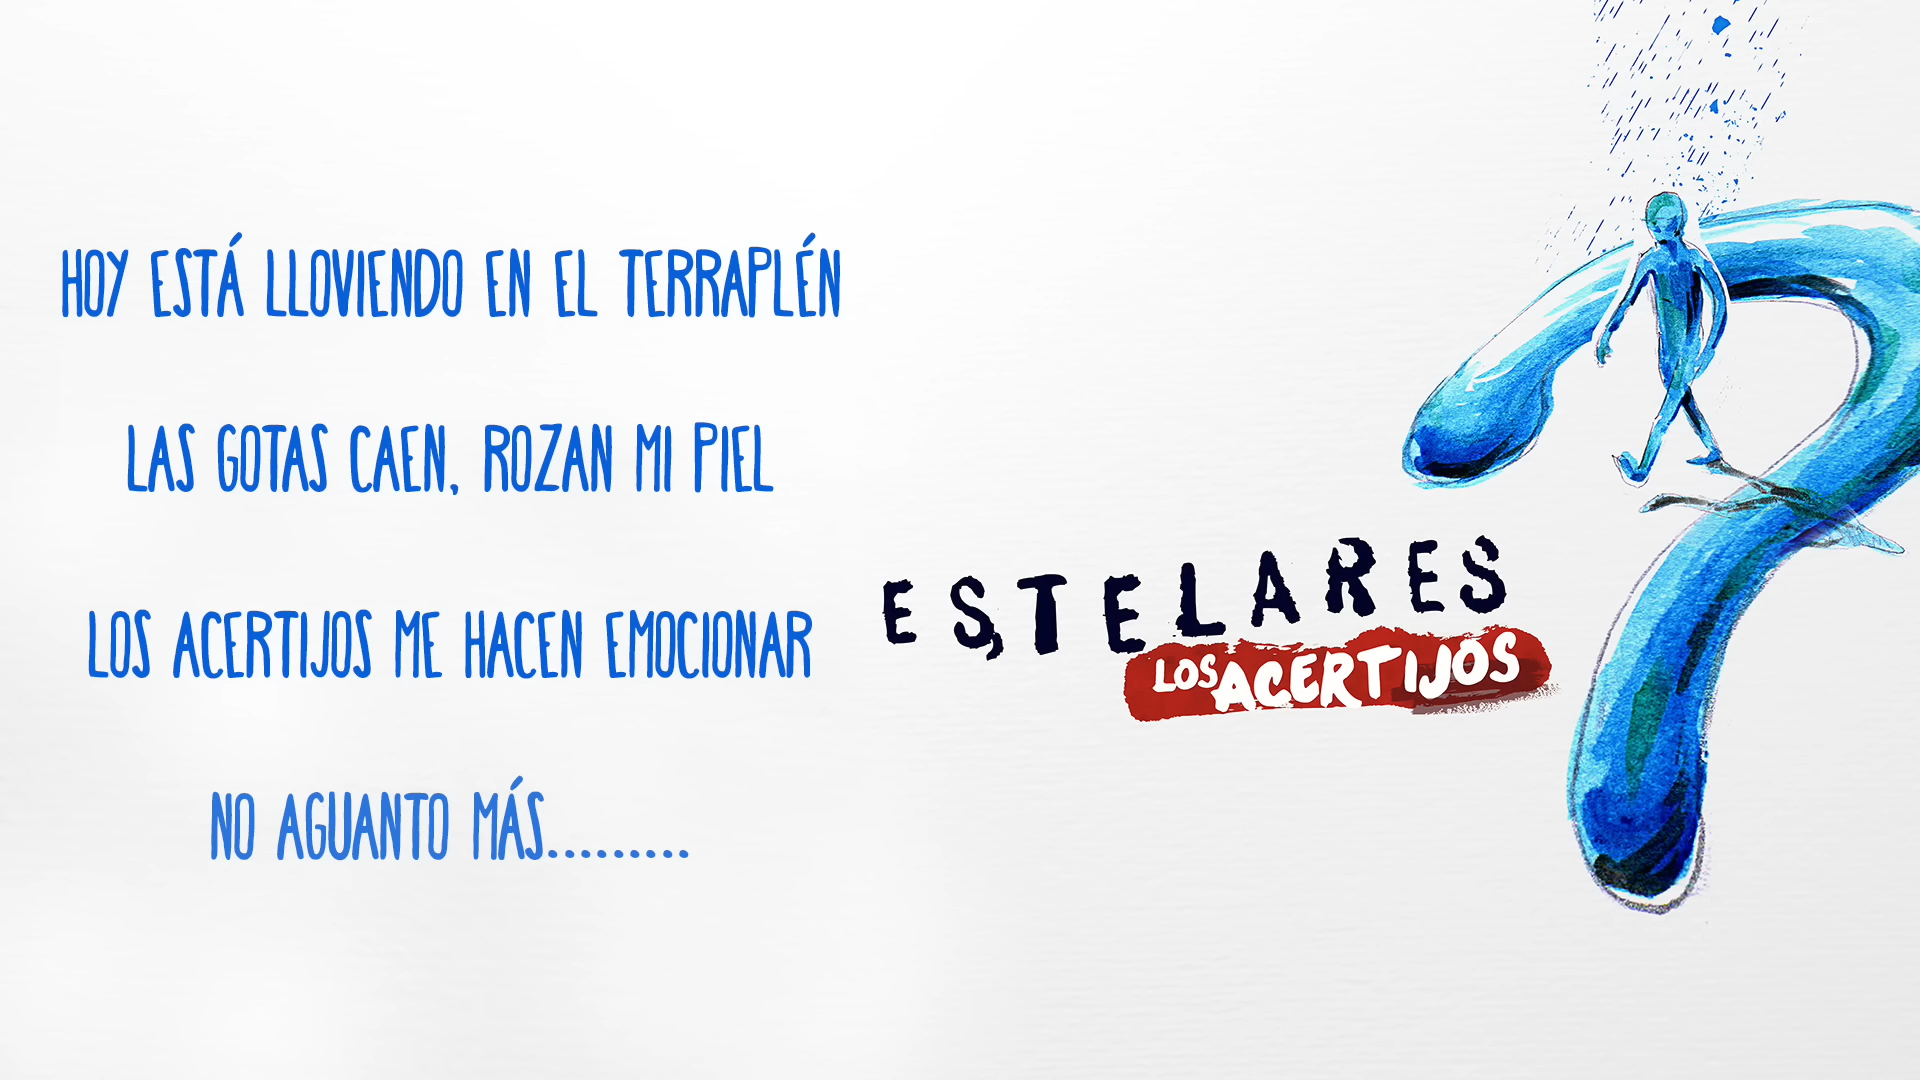 HOY ESTÁ LLOVIENDO EN EL TERRAPLÉN
LAS GOTAS CAEN, ROZAN MI PIEL
LOS ACERTIJOS ME HACEN EMOCIONAR
NO AGUANTO MÁS.........
ESTELARES
LOS ACERTIJOS